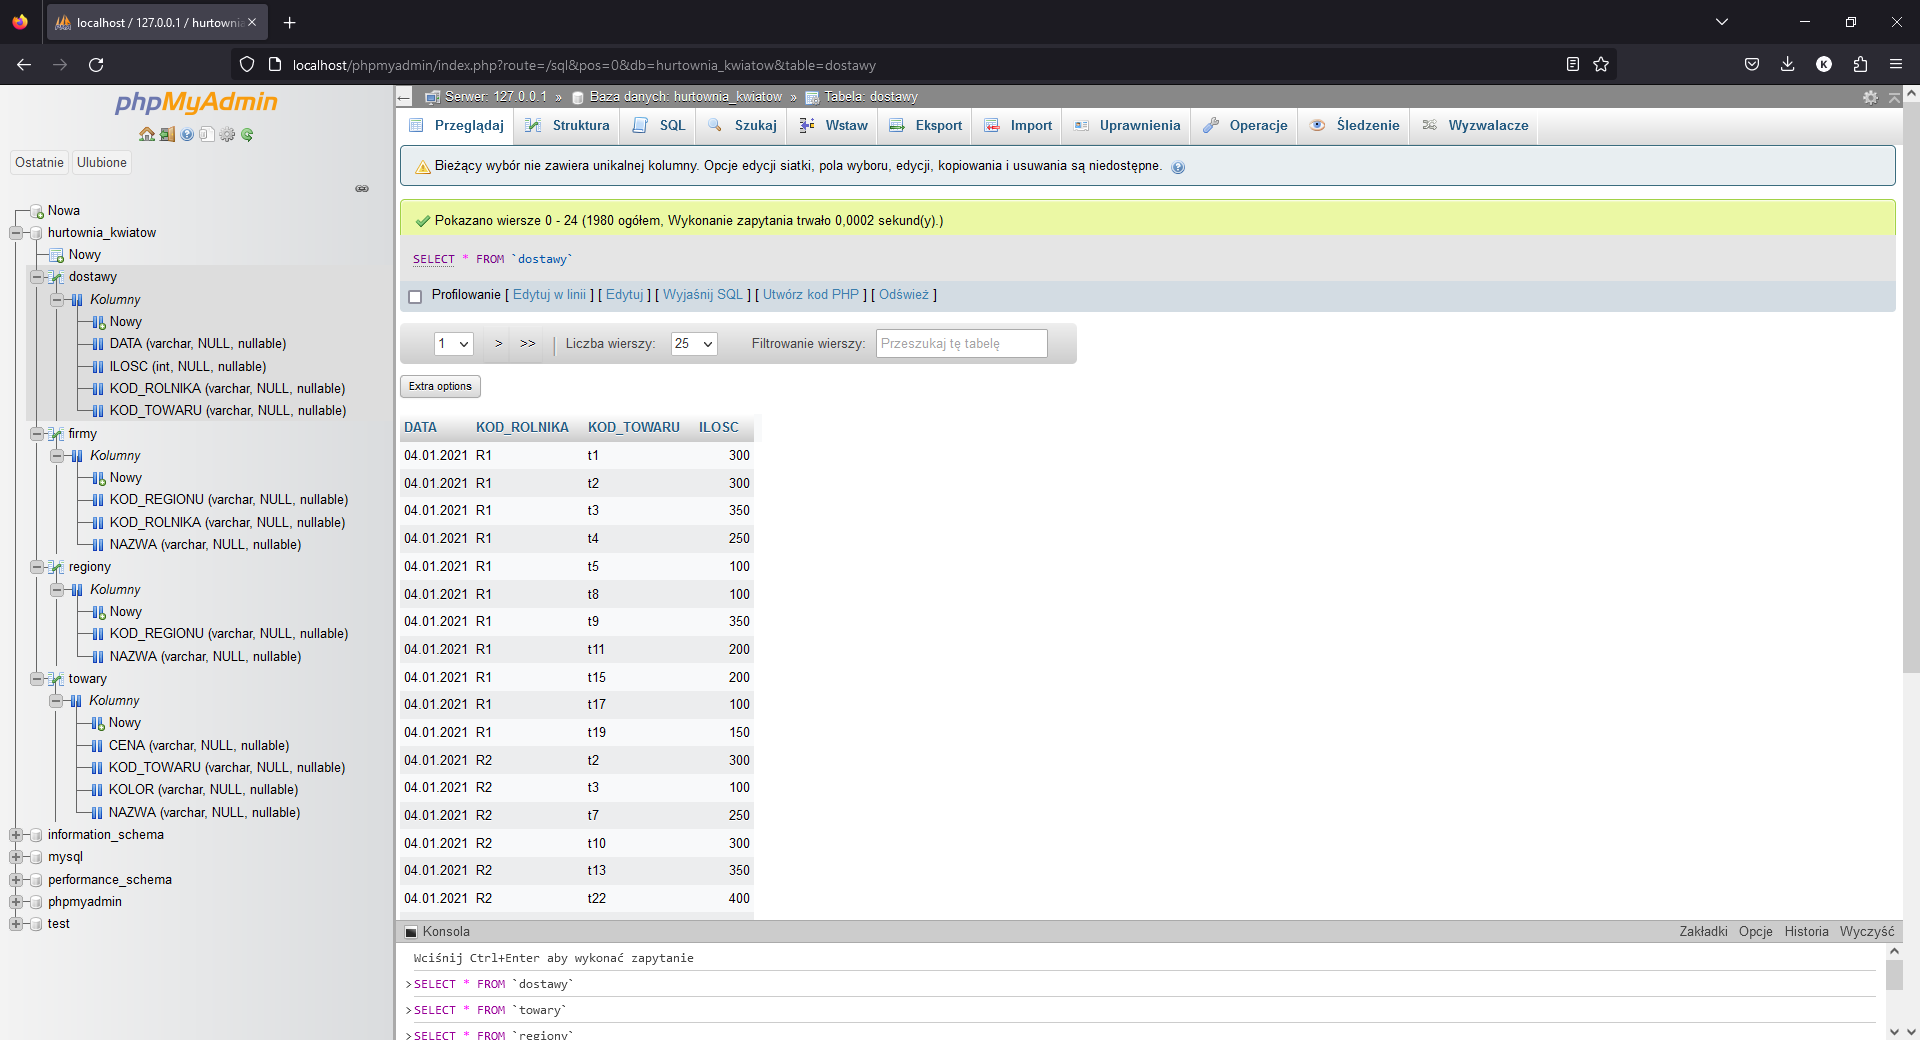 localhost / 127.0.0.1 / hurtowni
localhost/phpmyadmin/index.php?route=/sql&pos=0&db=hurtownia_kwiatow&table=dostawy
K
phpMyAdmin
Ostatnie Ulubione
Nowa
hurtownia_kwiatow
Nowy
dostawy
Kolumny
Nowy
DATA (varchar, NULL, nullable)
ILOSC (int, NULL, nullable)
KOD_ROLNIKA (varchar, NULL, nullable)
KOD_TOWARU (varchar, NULL, nullable)
firmy
Kolumny
Nowy
KOD_REGIONU (varchar, NULL, nullable)
KOD_ROLNIKA (varchar, NULL, nullable)
NAZWA (varchar, NULL, nullable)
regiony
Kolumny
Nowy
KOD_REGIONU (varchar, NULL, nullable)
NAZWA (varchar, NULL, nullable)
towary
Kolumny
Nowy
CENA (varchar, NULL, nullable)
KOD_TOWARU (varchar, NULL, nullable)
KOLOR (varchar, NULL, nullable)
NAZWA (varchar, NULL, nullable)
information_schema
mysql
performance_schema
phpmyadmin
test
Serwer: 127.0.0.1 » Baza danych: hurtownia_kwiatow » Tabela: dostawy
Przeglądaj Struktura SQL Szukaj Wstaw Eksport Import Uprawnienia Operacje Śledzenie Wyzwalacze
Bieżący wybór nie zawiera unikalnej kolumny. Opcje edycji siatki, pola wyboru, edycji, kopiowania i usuwania są niedostępne.
Pokazano wiersze 0 - 24 (1980 ogółem, Wykonanie zapytania trwało 0,0002 sekund(y).)
SELECT * FROM `dostawy`
Profilowanie [ Edytuj w linii ] [ Edytuj ] [ Wyjaśnij SQL ] [ Utwórz kod PHP ] [ Odśwież ]
1 > >> | Liczba wierszy: 25 Filtrowanie wierszy: Przeszukaj tę tabelę
Extra options
DATA KOD_ROLNIKA KOD_TOWARU ILOSC
04.01.2021 R1 t1 300
04.01.2021 R1 t2 300
04.01.2021 R1 t3 350
04.01.2021 R1 t4 250
04.01.2021 R1 t5 100
04.01.2021 R1 t8 100
04.01.2021 R1 t9 350
04.01.2021 R1 t11 200
04.01.2021 R1 t15 200
04.01.2021 R1 t17 100
04.01.2021 R1 t19 150
04.01.2021 R2 t2 300
04.01.2021 R2 t3 100
04.01.2021 R2 t7 250
04.01.2021 R2 t10 300
04.01.2021 R2 t13 350
04.01.2021 R2 t22 400
Konsola Zakładki Opcje Historia Wyczyść
Wciśnij Ctrl+Enter aby wykonać zapytanie
>SELECT * FROM `dostawy`
>SELECT * FROM `towary`
>SELECT * FROM `regiony`